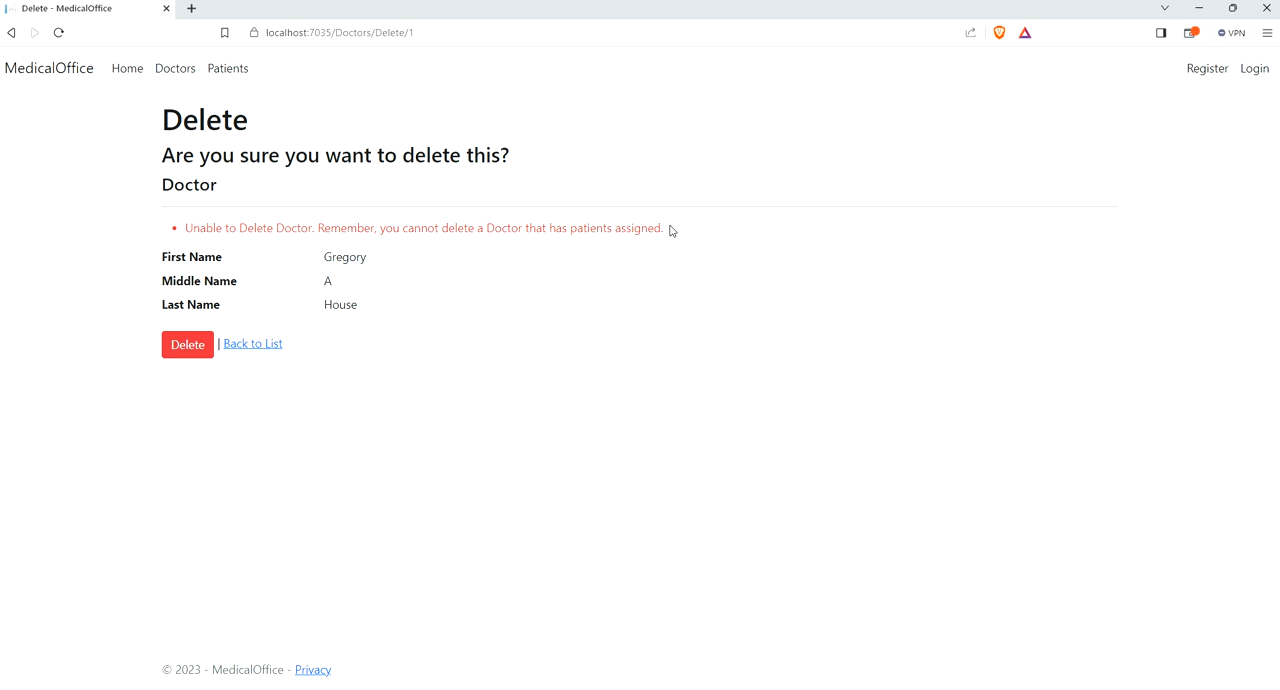 Delete - MedicalOffice
localhost:7035/Doctors/Delete/1
VPN
MedicalOffice Home Doctors Patients Register Login
Delete
Are you sure you want to delete this?
Doctor
• Unable to Delete Doctor. Remember, you cannot delete a Doctor that has patients assigned.
First Name Gregory
Middle Name A
Last Name House
Delete | Back to List
© 2023 - MedicalOffice - Privacy